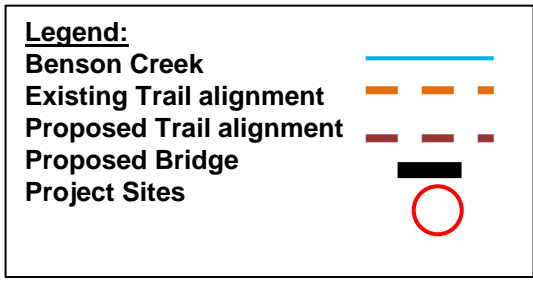 Legend:
Benson Creek
Existing Trail alignment
Proposed Trail alignment
Proposed Bridge
Project Sites